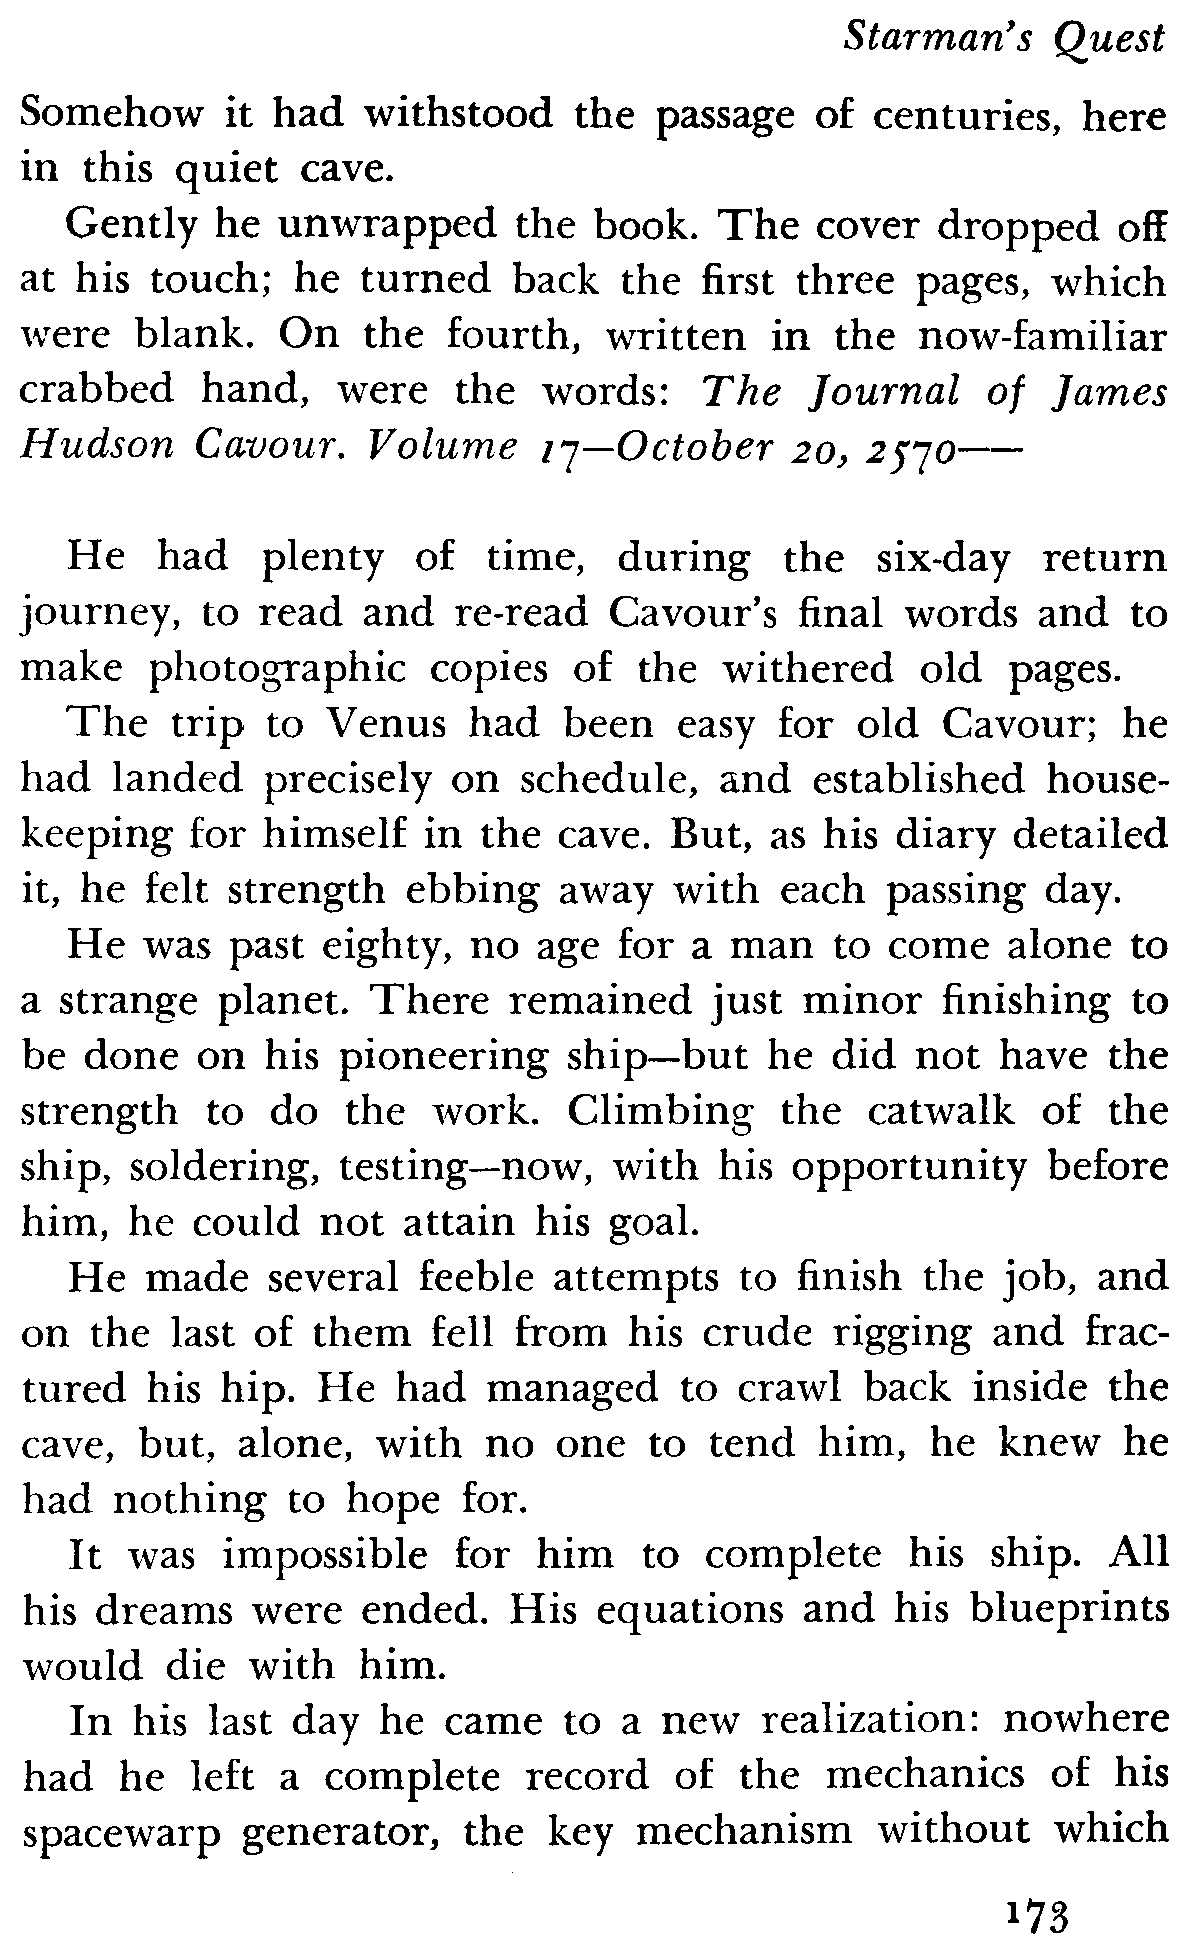 Starman's Quest
Somehow it had withstood the passage of centuries, here
in this quiet cave.
Gently he unwrapped the book. The cover dropped off
at his touch; he turned back the first three pages, which
were blank. On the fourth, written in the now-familiar
crabbed hand, were the words: The Journal of James
Hudson Cavour. Volume 17—October 20, 2570——
He had plenty of time, during the six-day return
journey, to read and re-read Cavour's final words and to
make photographic copies of the withered old pages.
The trip to Venus had been easy for old Cavour; he
had landed precisely on schedule, and established house-
keeping for himself in the cave. But, as his diary detailed
it, he felt strength ebbing away with each passing day.
He was past eighty, no age for a man to come alone to
a strange planet. There remained just minor finishing to
be done on his pioneering ship—but he did not have the
strength to do the work. Climbing the catwalk of the
ship, soldering, testing—now, with his opportunity before
him, he could not attain his goal.
He made several feeble attempts to finish the job, and
on the last of them fell from his crude rigging and frac-
tured his hip. He had managed to crawl back inside the
cave, but, alone, with no one to tend him, he knew he
had nothing to hope for.
It was impossible for him to complete his ship. All
his dreams were ended. His equations and his blueprints
would die with him.
In his last day he came to a new realization: nowhere
had he left a complete record of the mechanics of his
spacewarp generator, the key mechanism without which
173